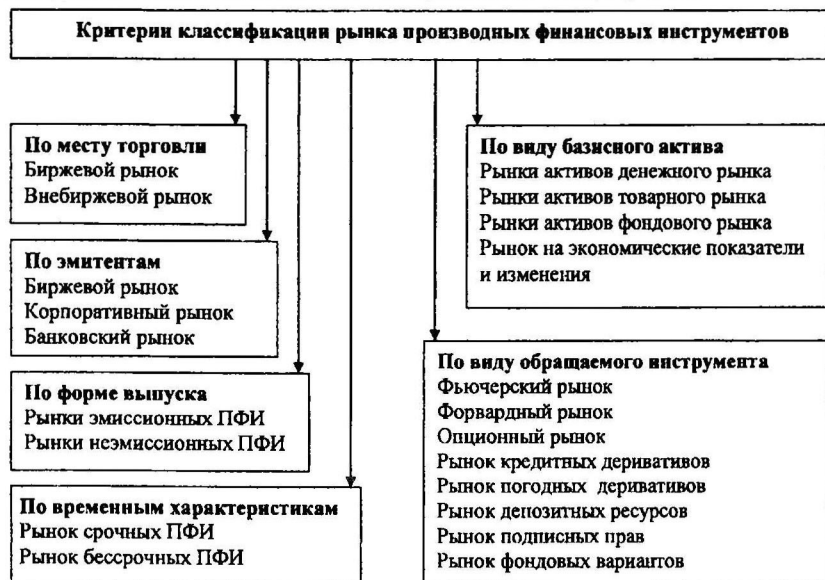 Критерии классификации рынка производных финансовых инструментов
По месту торговли
Биржевой рынок
Внебиржевой рынок
По эмитентам
Биржевой рынок
Корпоративный рынок
Банковский рынок
По форме выпуска
Рынки эмиссионных ПФИ
Рынки неэмиссионных ПФИ
По временным характеристикам
Рынок срочных ПФИ
Рынок бессрочных ПФИ
По виду базисного актива
Рынки активов денежного рынка
Рынки активов товарного рынка
Рынки активов фондового рынка
Рынок на экономические показатели
и изменения
По виду обращаемого инструмента
Фьючерский рынок
Форвардный рынок
Опционный рынок
Рынок кредитных деривативов
Рынок погодных деривативов
Рынок депозитных ресурсов
Рынок подписных прав
Рынок фондовых вариантов